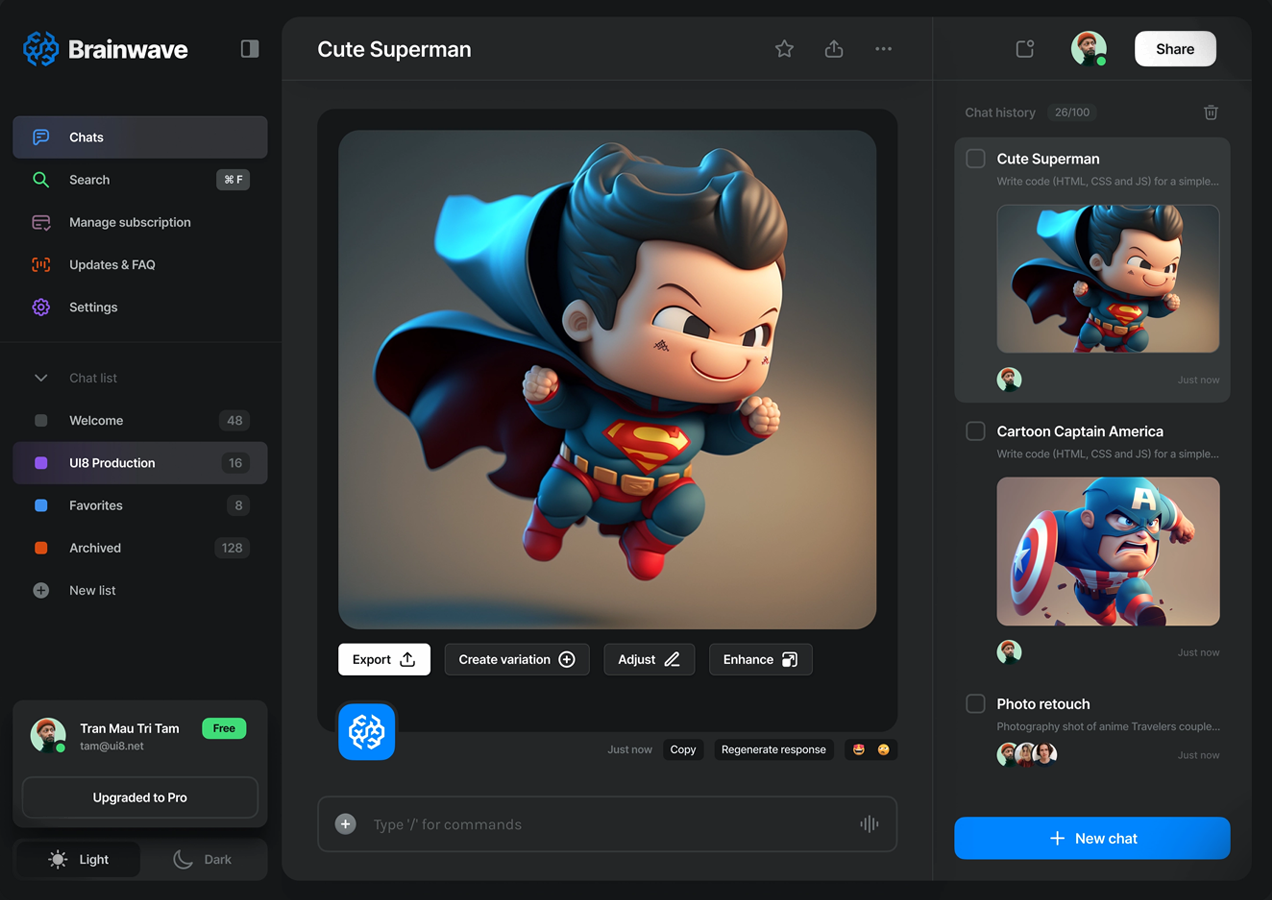 Brainwave
Chats
Search
⌘ F
Manage subscription
Updates & FAQ
Settings
Chat list
Welcome
48
UI8 Production
16
Favorites
8
Archived
128
New list
Tran Mau Tri Tam
Free
tam@ui8.net
Upgraded to Pro
Light
Dark
Cute Superman
S
Export
Create variation
Adjust
Enhance
Just now
Copy
Regenerate response
Type '/' for commands
Share
Chat history
26/100
Cute Superman
Write code (HTML, CSS and JS) for a simple...
S
Just now
Cartoon Captain America
Write code (HTML, CSS and JS) for a simple...
A
Just now
Photo retouch
Photography shot of anime Travelers couple...
Just now
New chat